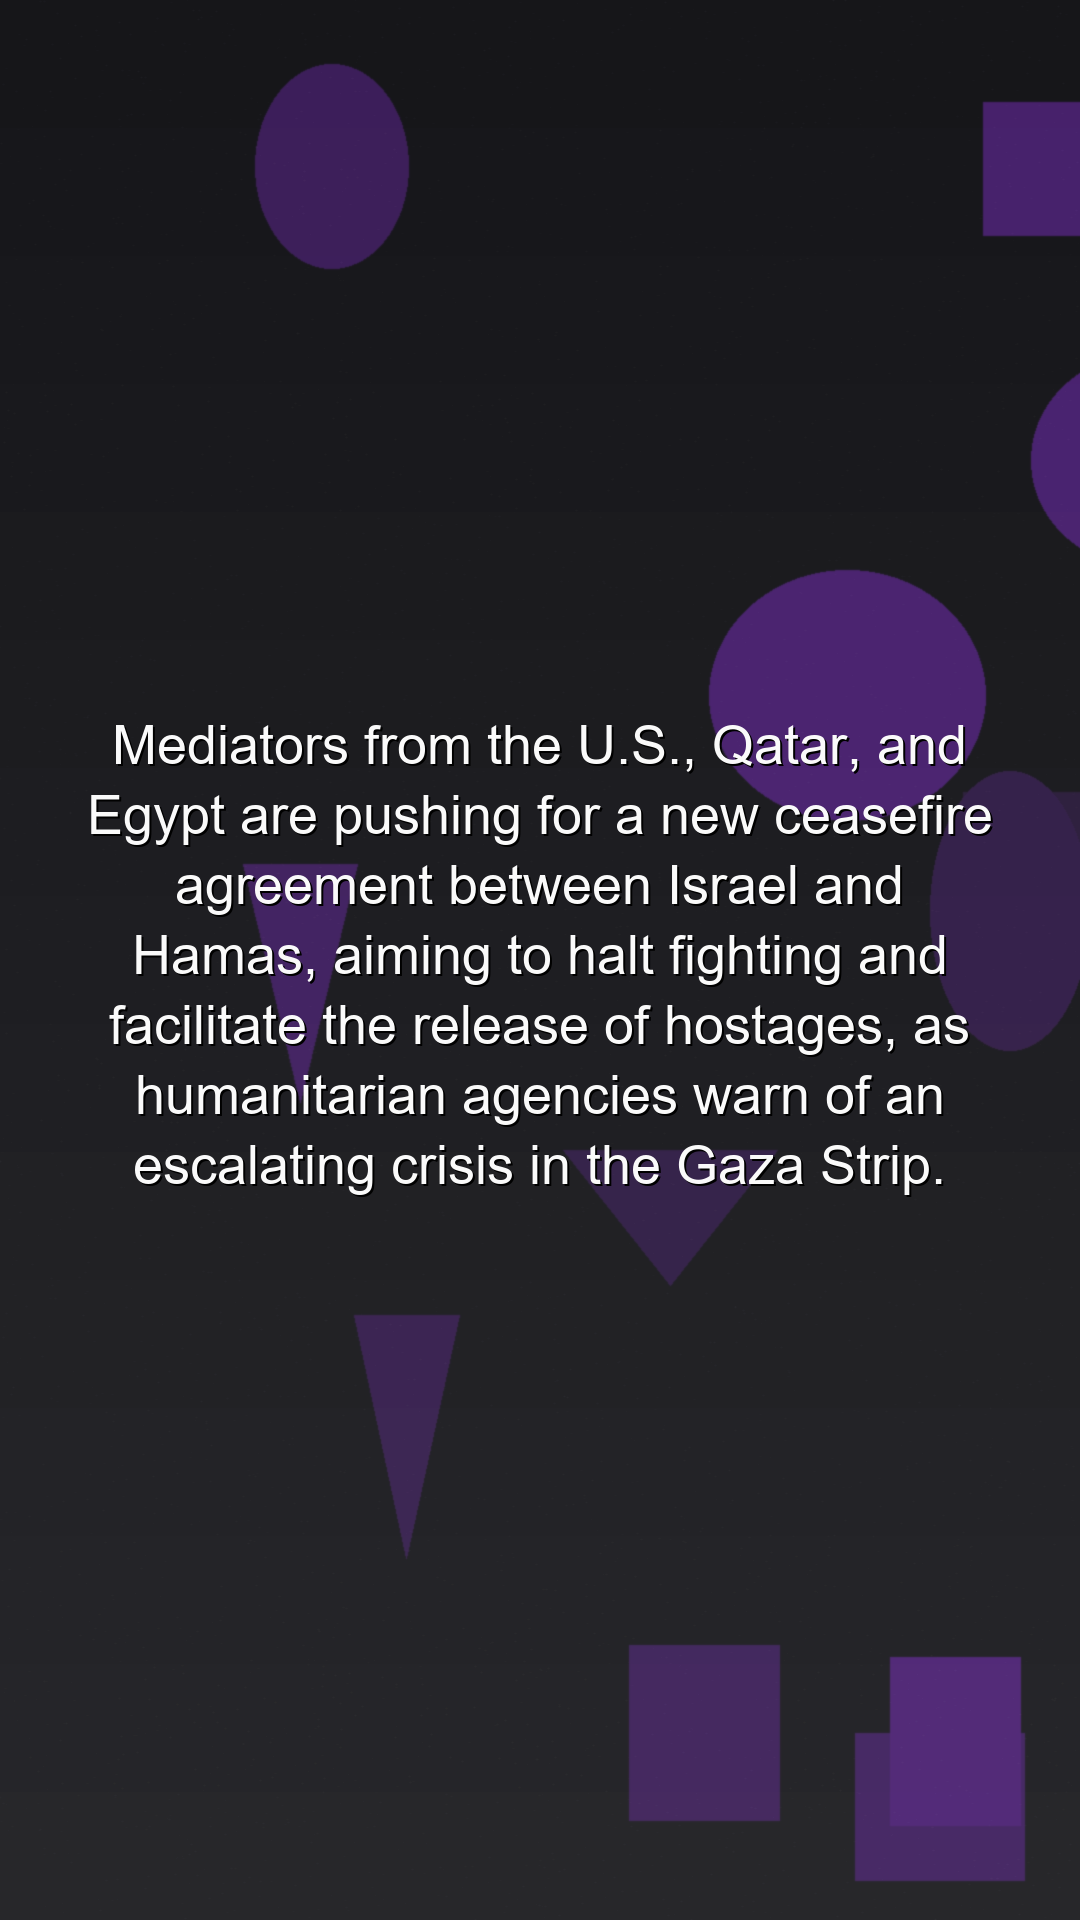 Mediators from the U.S., Qatar, and
Egypt are pushing for a new ceasefire
agreement between Israel and
Hamas, aiming to halt fighting and
facilitate the release of hostages, as
humanitarian agencies warn of an
escalating crisis in the Gaza Strip.